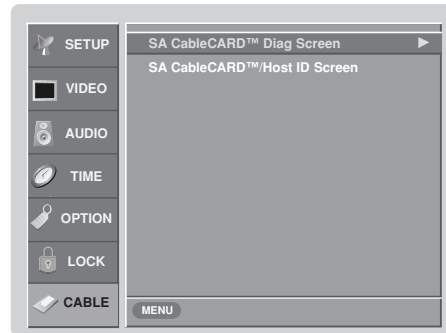 SETUP
VIDEO
AUDIO
TIME
OPTION
LOCK
CABLE
SA CableCARD™ Diag Screen
SA CableCARD™/Host ID Screen
MENU